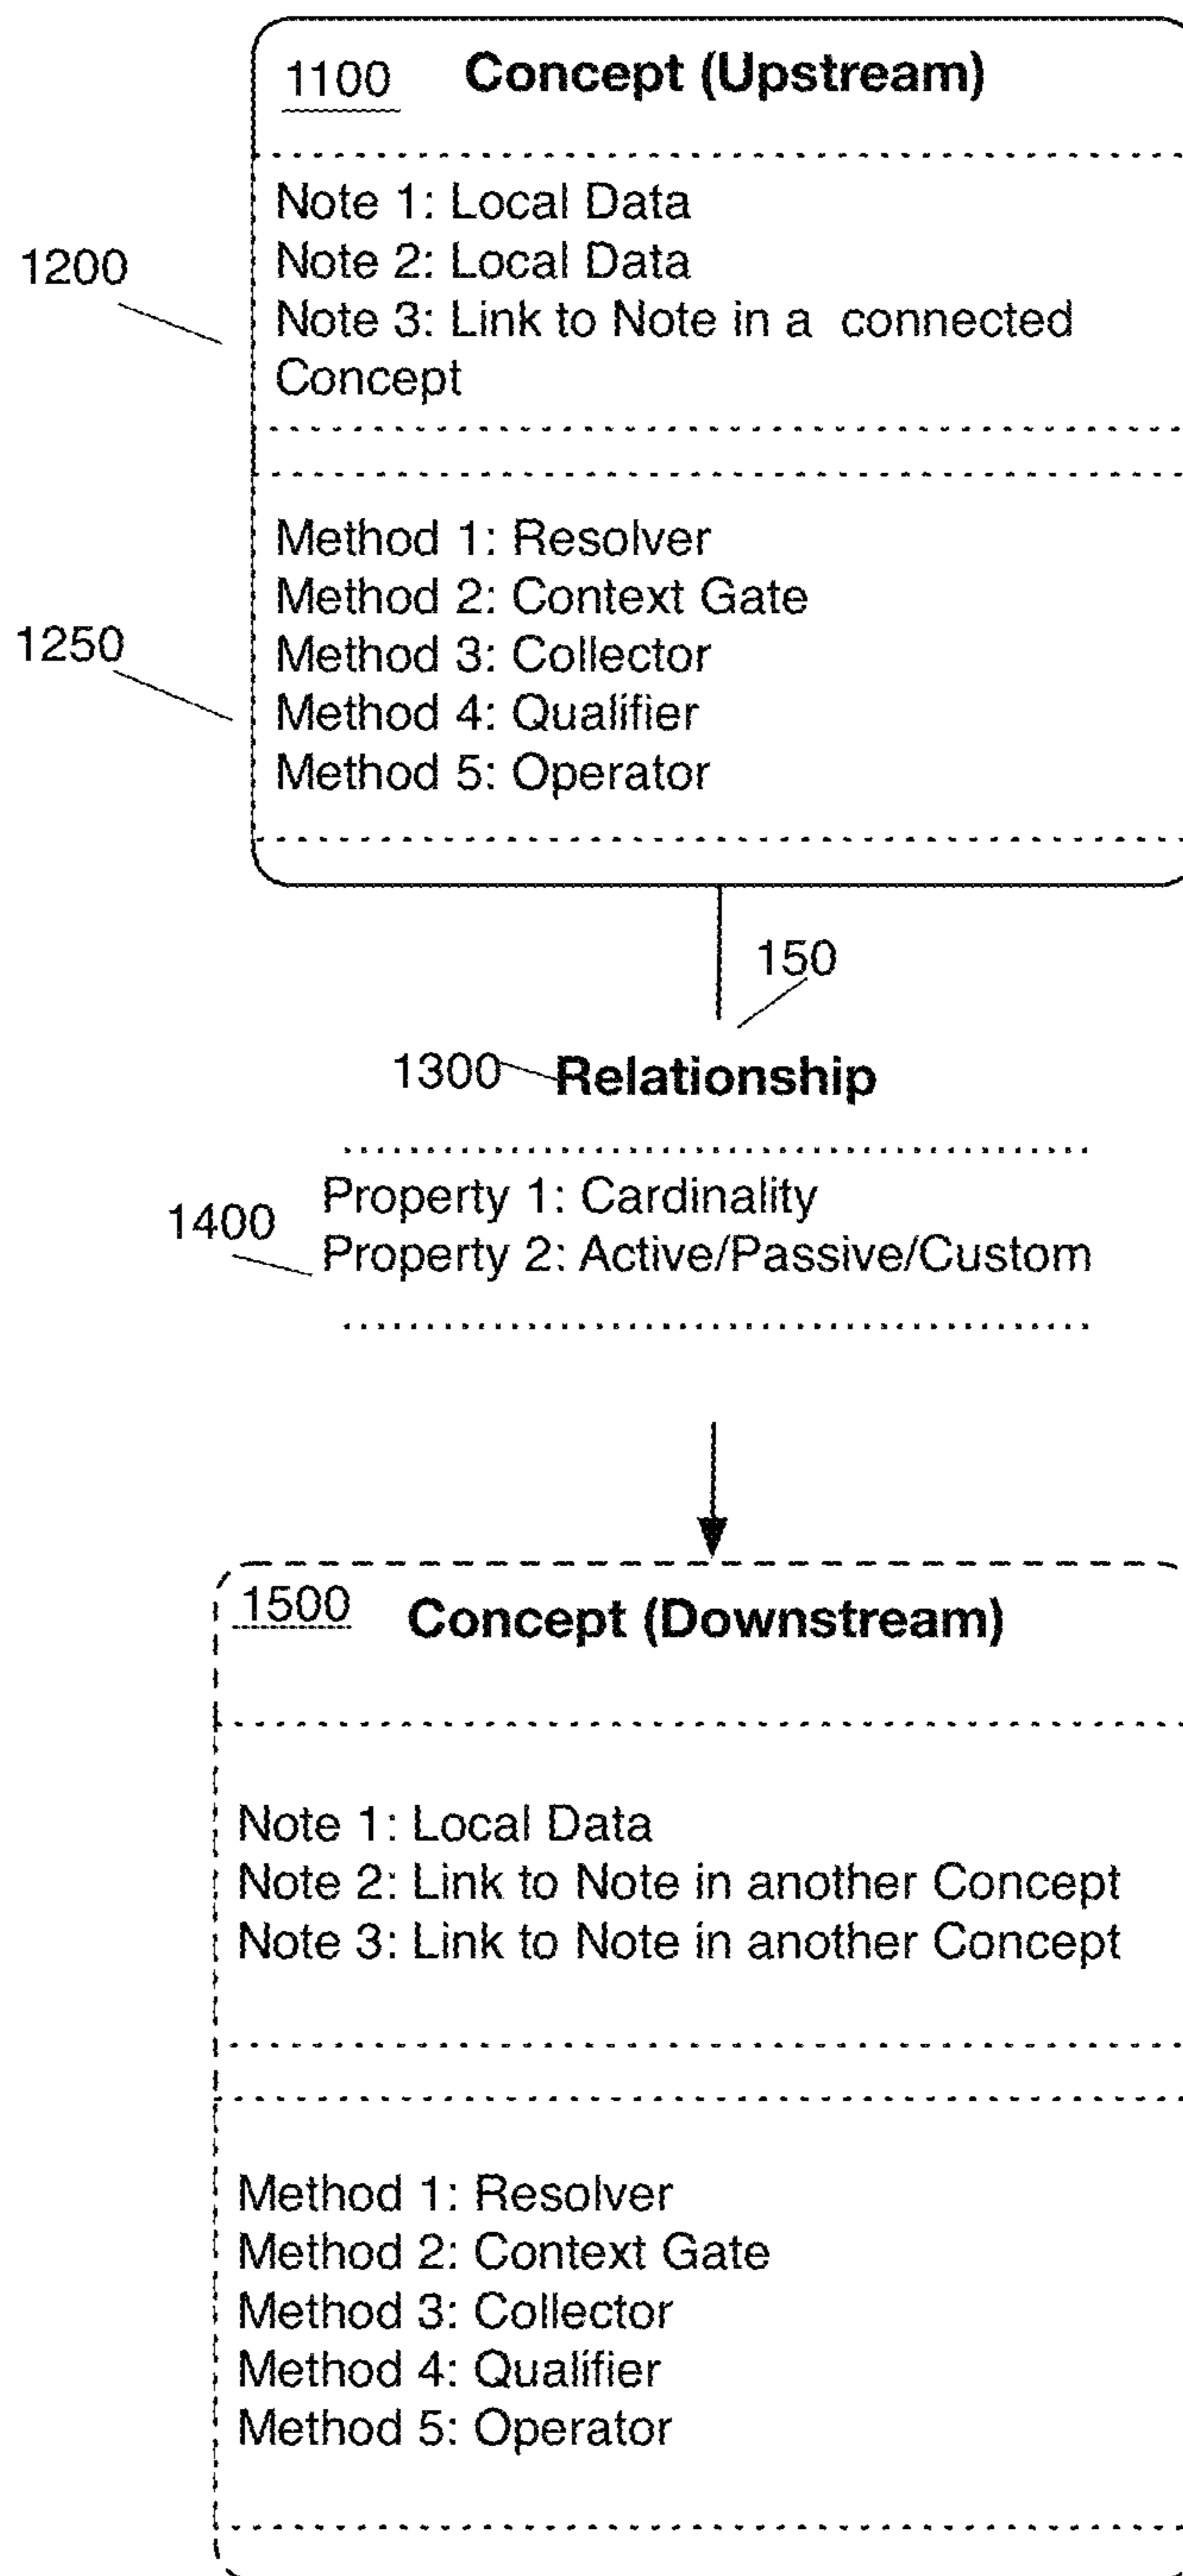 1100 Concept (Upstream)
Note 1: Local Data
Note 2: Local Data
1200
Note 3: Link to Note in a connected
Concept
Method 1: Resolver
Method 2: Context Gate
1250
Method 3: Collector
Method 4: Qualifier
Method 5: Operator
150
1300 Relationship
Property 1: Cardinality
1400
Property 2: Active/Passive/Custom
1500 Concept (Downstream)
Note 1: Local Data
Note 2: Link to Note in another Concept
Note 3: Link to Note in another Concept
Method 1: Resolver
Method 2: Context Gate
Method 3: Collector
Method 4: Qualifier
Method 5: Operator